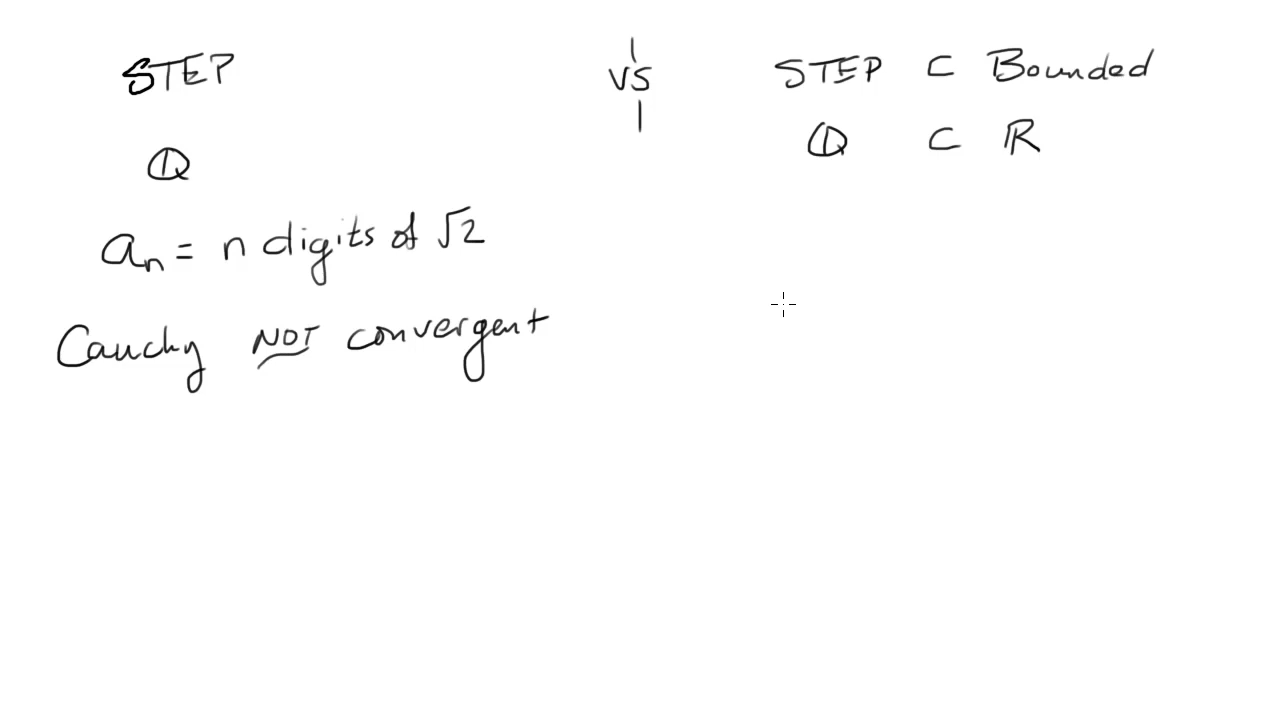 STEP
VS
STEP ⊂ Bounded
ℚ
ℚ ⊂ ℝ
aₙ = n digits of √2
Cauchy NOT convergent